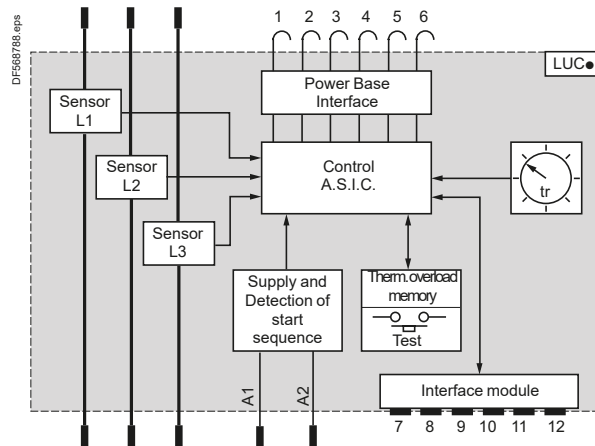 DF568788.eps
1 2 3 4 5 6
LUC●
Power Base
Interface
Sensor
L1
Sensor
L2
Sensor
L3
Control
A.S.I.C.
tr
Supply and
Detection of
start
sequence
Therm.overload
memory
Test
A1
A2
Interface module
7 8 9 10 11 12